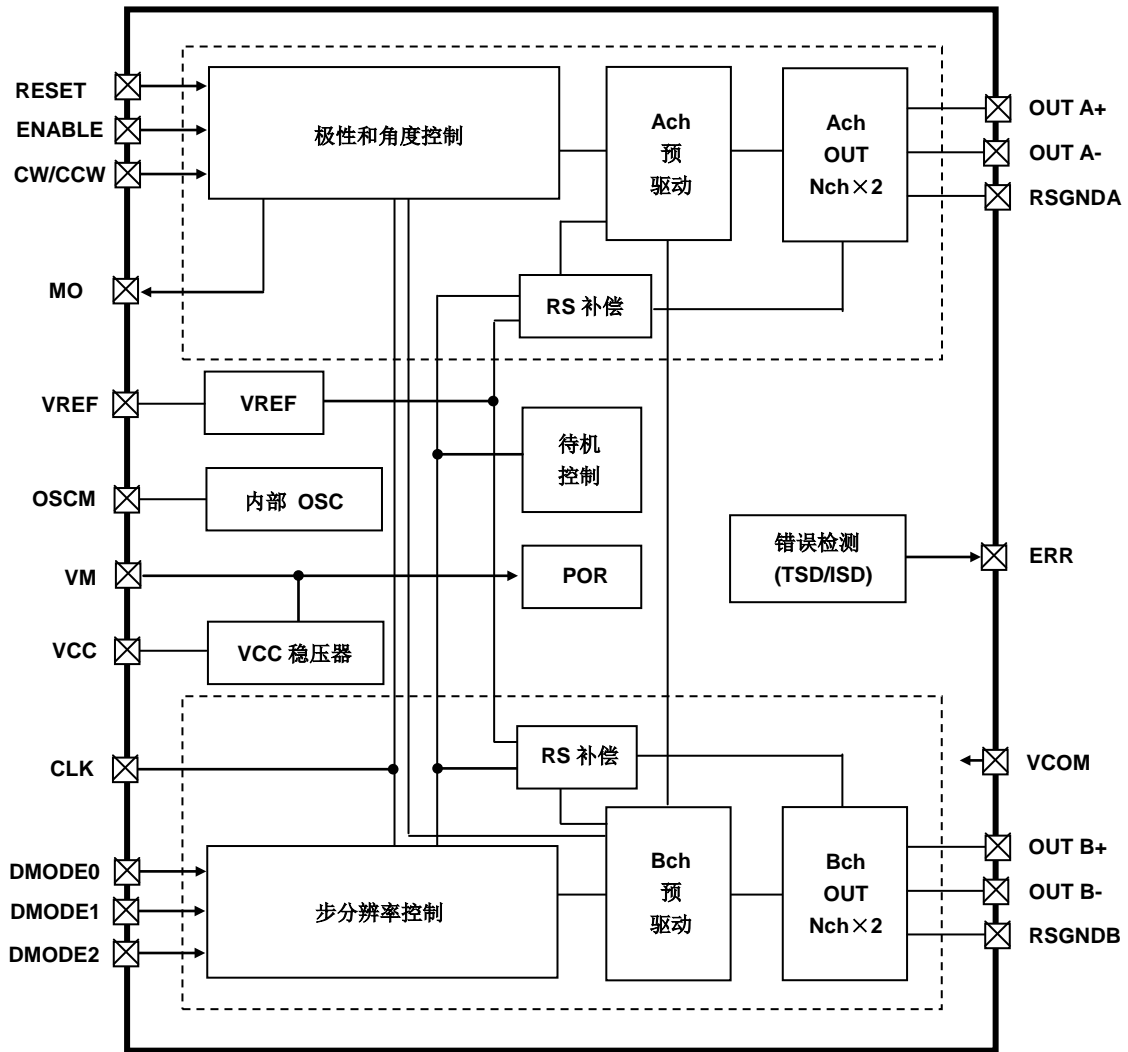 RESET
ENABLE
CW/CCW
MO
VREF
OSCM
VM
VCC
CLK
DMODE0
DMODE1
DMODE2
极性和角度控制
Ach
预
驱动
Ach
OUT
Nch×2
RS 补偿
VREF
待机
控制
内部 OSC
POR
错误检测
(TSD/ISD)
VCC 稳压器
RS 补偿
步分辨率控制
Bch
预
驱动
Bch
OUT
Nch×2
OUT A+
OUT A-
RSGNDA
ERR
VCOM
OUT B+
OUT B-
RSGNDB